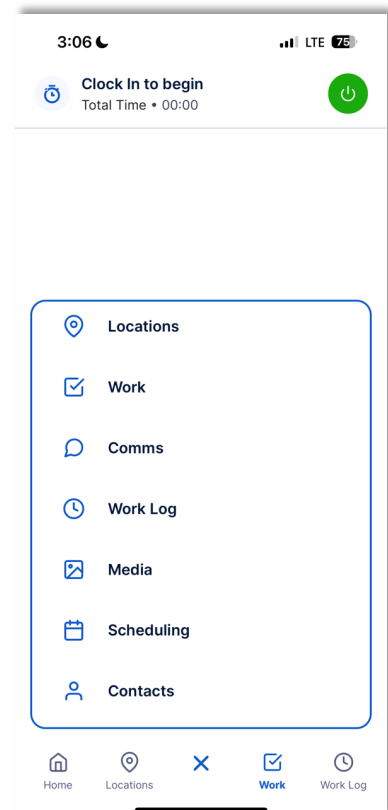 3:06 LTE 75
Clock In to begin
Total Time • 00:00
Locations
Work
Comms
Work Log
Media
Scheduling
Contacts
Home Locations Work Work Log